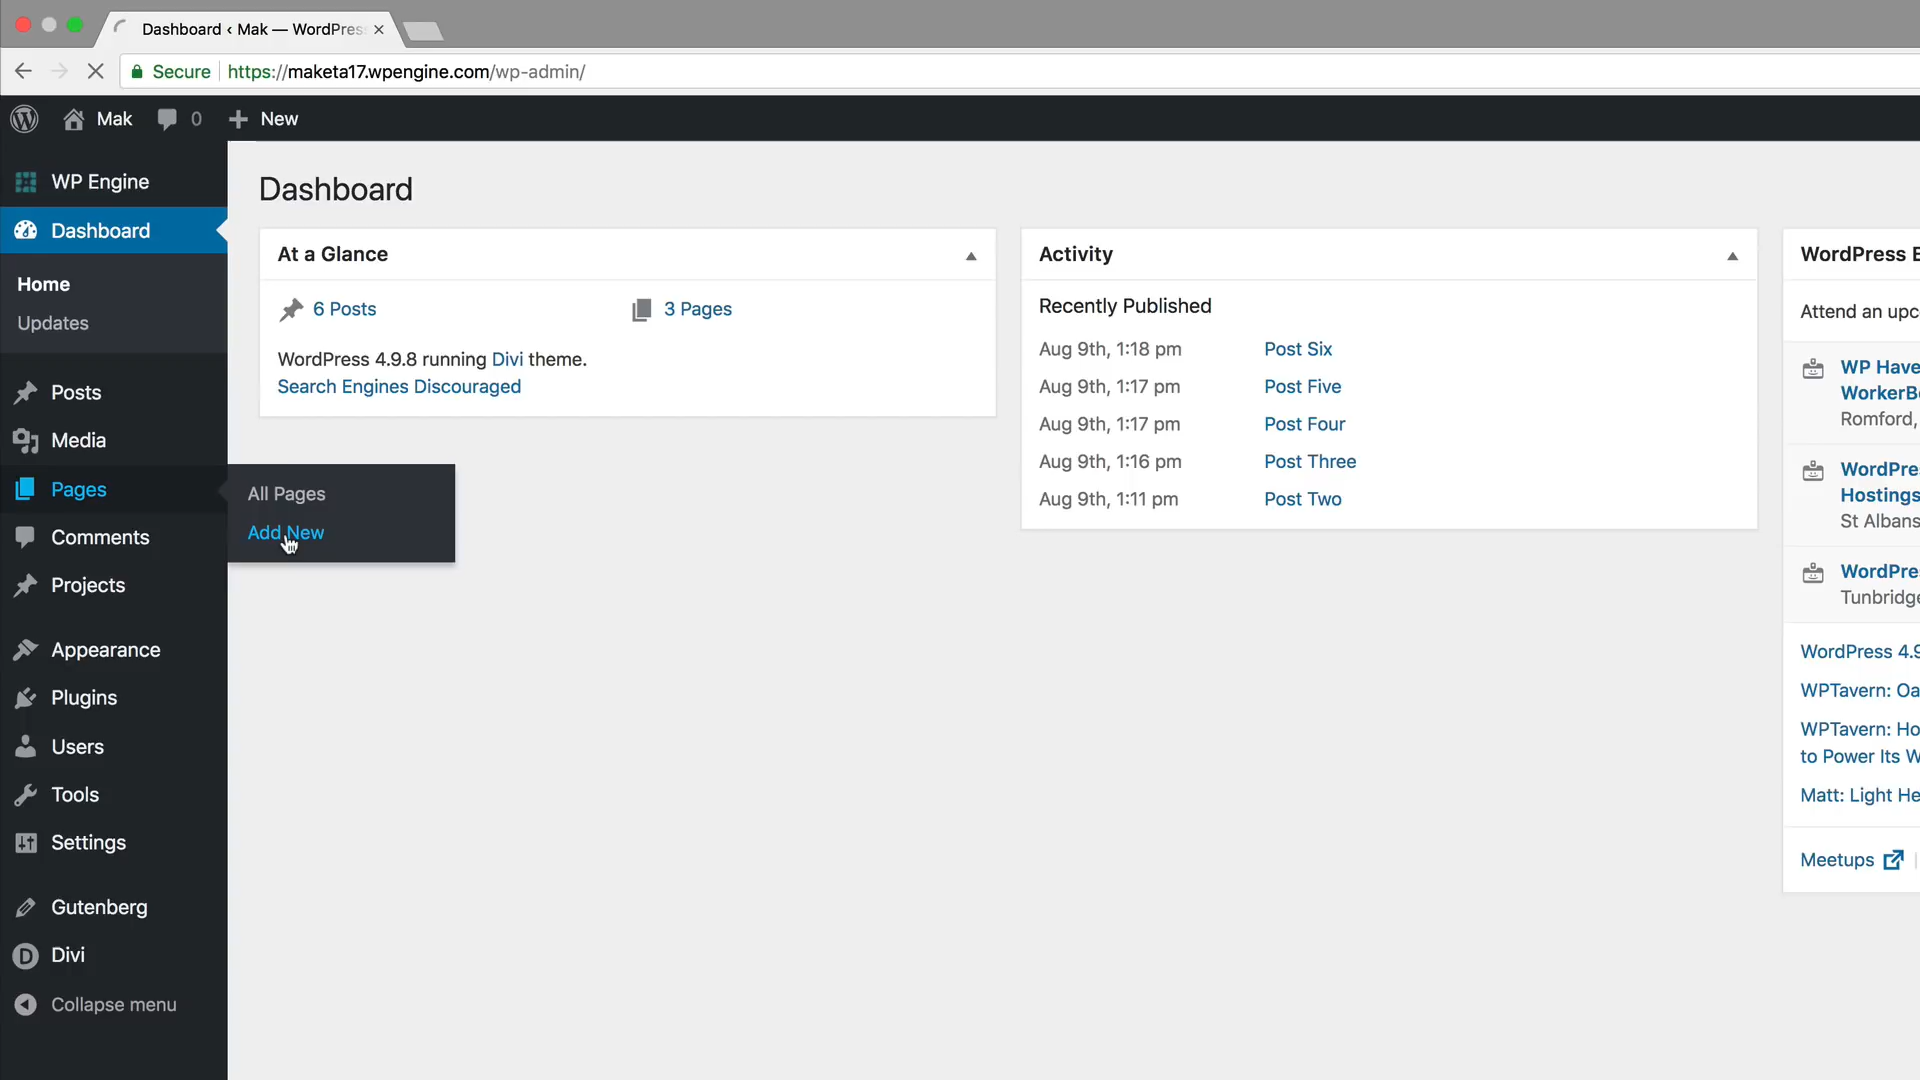 Dashboard ‹ Mak — WordPres
Secure
https://maketa17.wpengine.com/wp-admin/
Mak
0
New
WP Engine
Dashboard
Home
Updates
Posts
Media
Pages
Comments
Projects
Appearance
Plugins
Users
Tools
Settings
Gutenberg
Divi
Collapse menu
All Pages
Add New
Dashboard
At a Glance
6 Posts
3 Pages
WordPress 4.9.8 running Divi theme.
Search Engines Discouraged
Activity
Recently Published
Aug 9th, 1:18 pm Post Six
Aug 9th, 1:17 pm Post Five
Aug 9th, 1:17 pm Post Four
Aug 9th, 1:16 pm Post Three
Aug 9th, 1:11 pm Post Two
WordPress E
Attend an upc
WP Have
WorkerB
Romford,
WordPre
Hostings
St Albans
WordPre
Tunbridge
WordPress 4.9
WPTavern: Oa
WPTavern: Ho
to Power Its W
Matt: Light He
Meetups